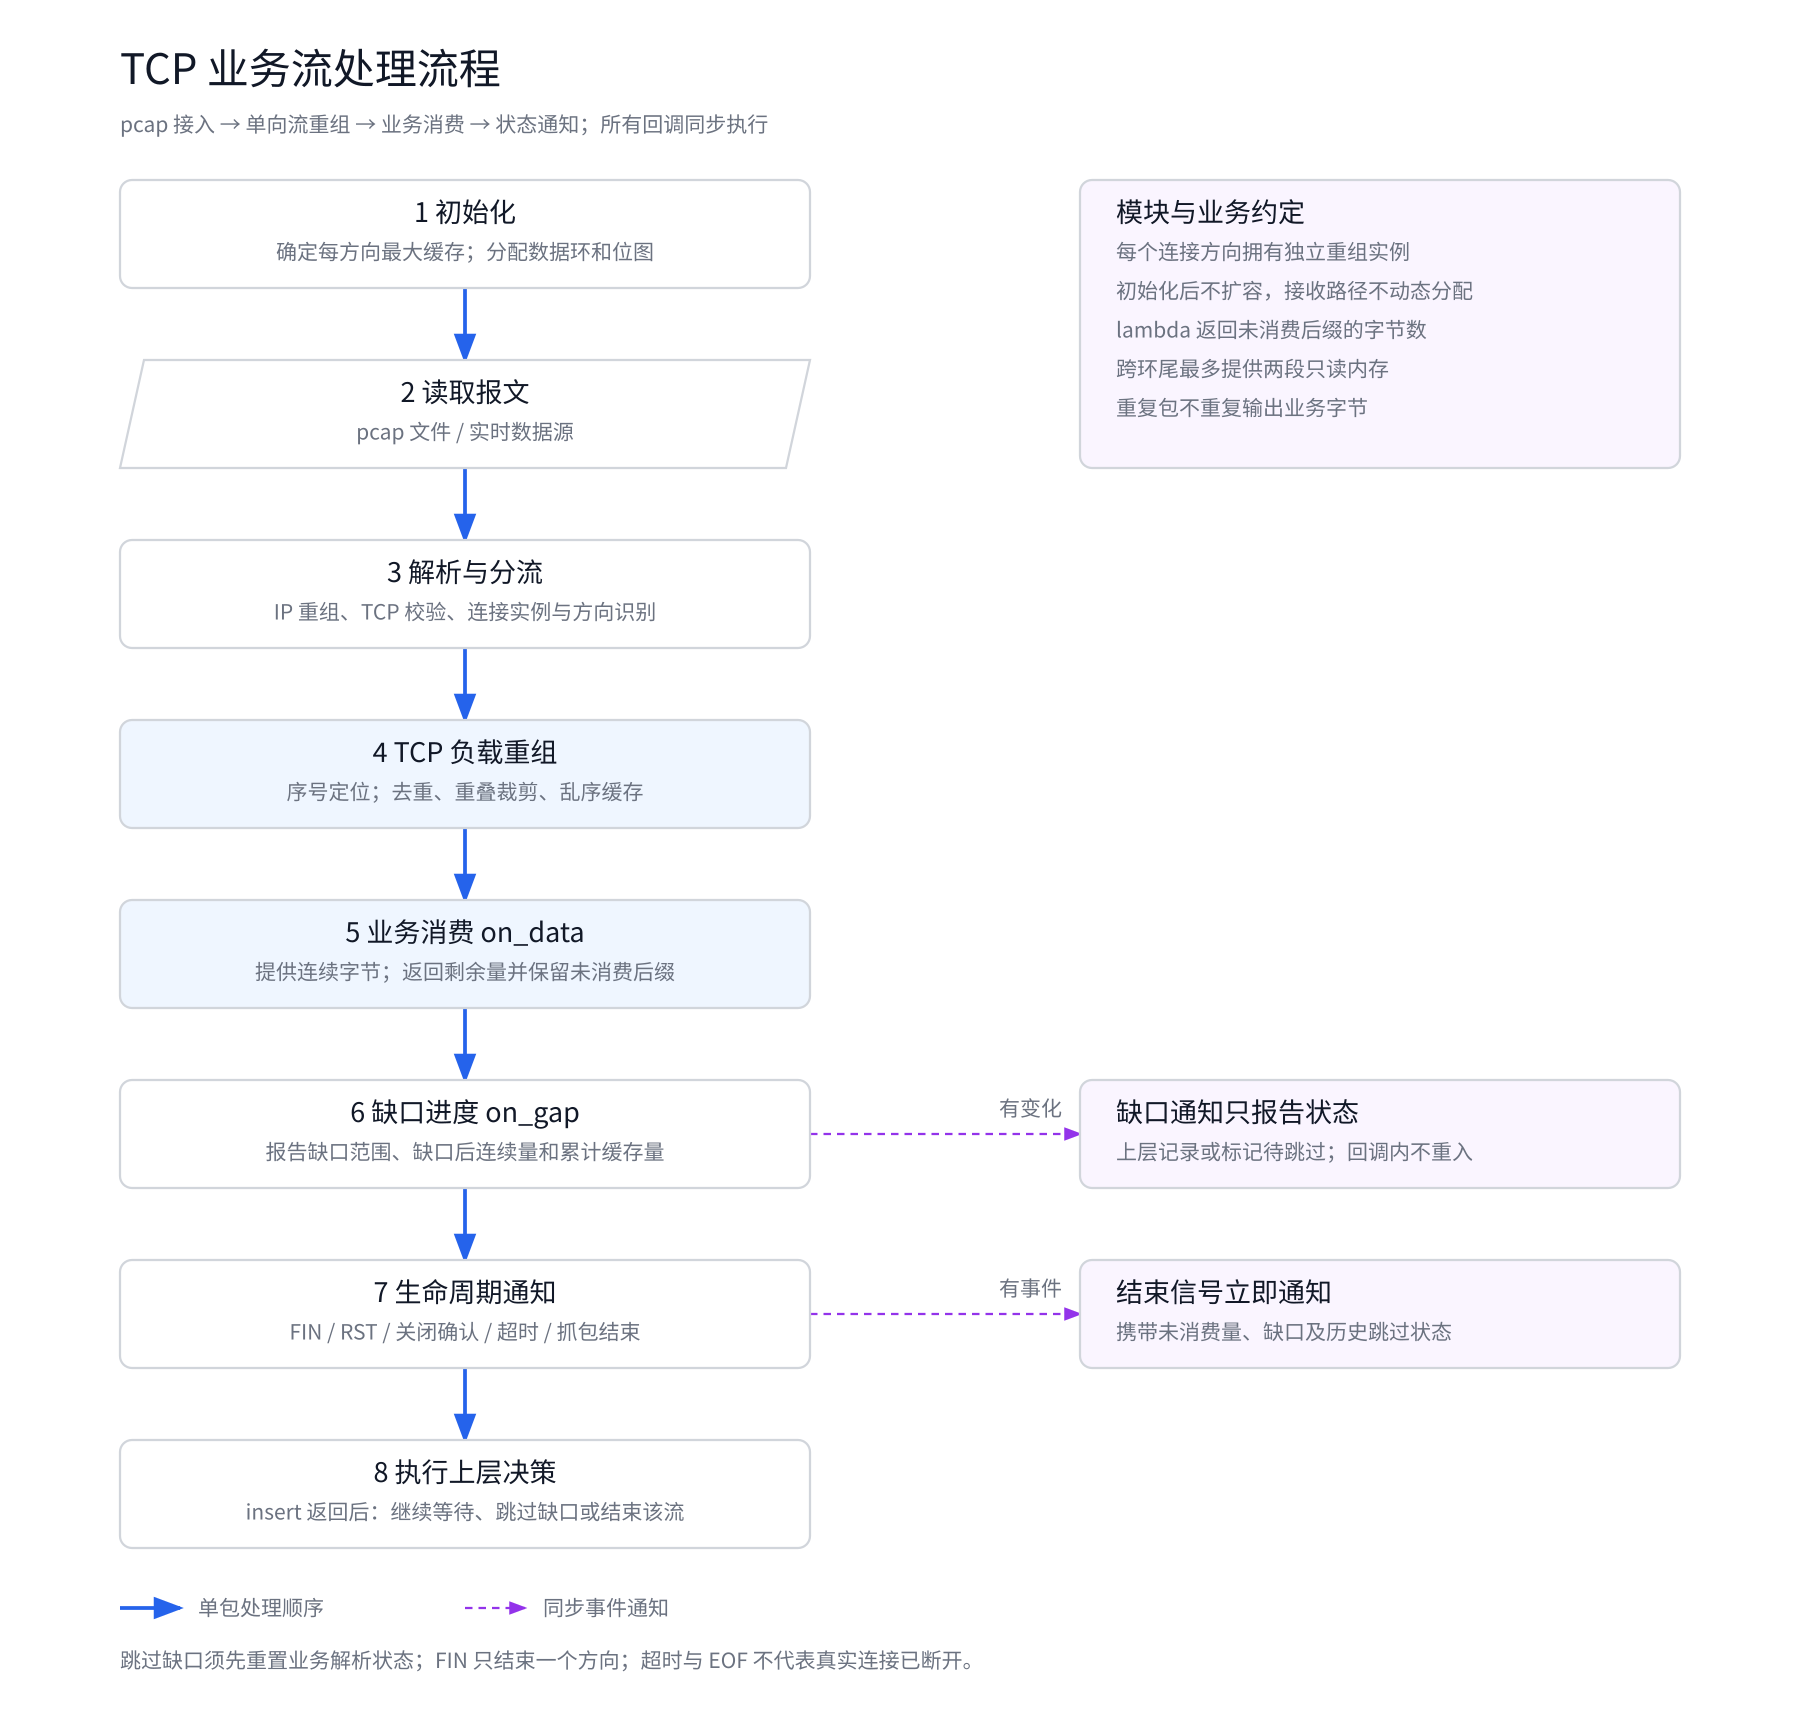 TCP 业务流处理流程
pcap 接入 → 单向流重组 → 业务消费 → 状态通知；所有回调同步执行
1 初始化
确定每方向最大缓存；分配数据环和位图
模块与业务约定
每个连接方向拥有独立重组实例
初始化后不扩容，接收路径不动态分配
lambda 返回未消费后缀的字节数
跨环尾最多提供两段只读内存
重复包不重复输出业务字节
2 读取报文
pcap 文件 / 实时数据源
3 解析与分流
IP 重组、TCP 校验、连接实例与方向识别
4 TCP 负载重组
序号定位；去重、重叠裁剪、乱序缓存
5 业务消费 on_data
提供连续字节；返回剩余量并保留未消费后缀
6 缺口进度 on_gap
报告缺口范围、缺口后连续量和累计缓存量
有变化
缺口通知只报告状态
上层记录或标记待跳过；回调内不重入
7 生命周期通知
FIN / RST / 关闭确认 / 超时 / 抓包结束
有事件
结束信号立即通知
携带未消费量、缺口及历史跳过状态
8 执行上层决策
insert 返回后：继续等待、跳过缺口或结束该流
单包处理顺序
同步事件通知
跳过缺口须先重置业务解析状态；FIN 只结束一个方向；超时与 EOF 不代表真实连接已断开。